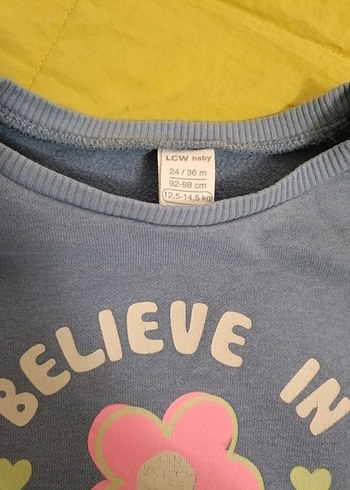 LCW baby
24 / 36 m
92-98 cm
12,5-14,5 kg
BELIEVE IN